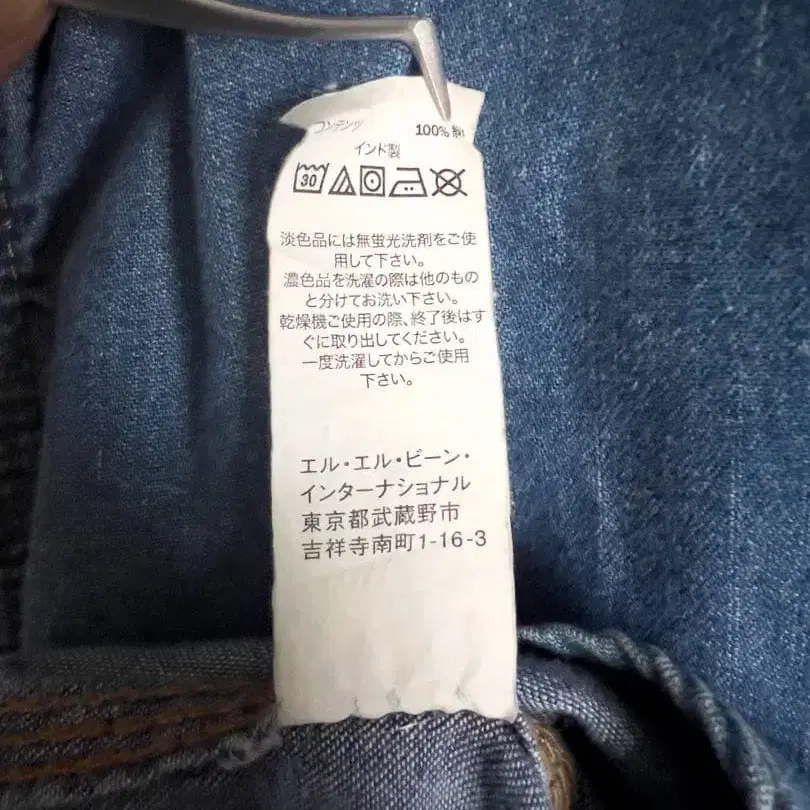 コンテンツ 100% 綿
インド製
30
淡色品には無蛍光洗剤をご使
用して下さい。
濃色品を洗濯の際は他のもの
と分けてお洗い下さい。
乾燥機ご使用の際、終了後はす
ぐに取り出してください。
一度洗濯してからご使用
下さい。
エル・エル・ビーン・
インターナショナル
東京都武蔵野市
吉祥寺南町1-16-3